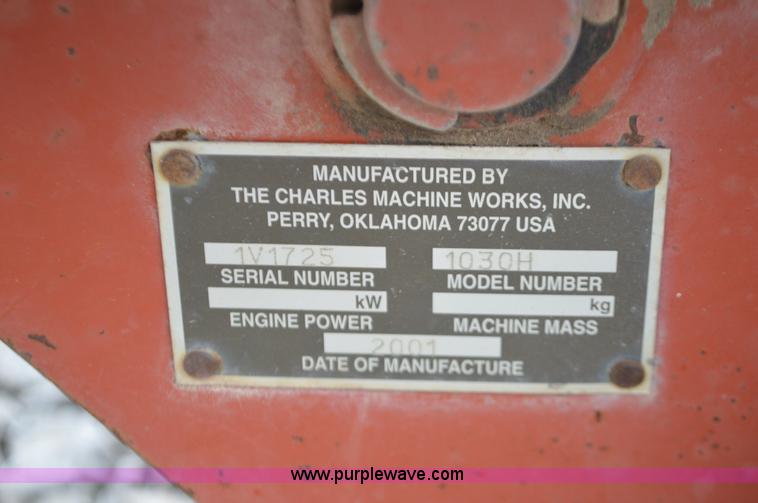 MANUFACTURED BY
THE CHARLES MACHINE WORKS, INC.
PERRY, OKLAHOMA 73077 USA
1V1725 1030H
SERIAL NUMBER MODEL NUMBER
kW kg
ENGINE POWER MACHINE MASS
2001
DATE OF MANUFACTURE
www.purplewave.com